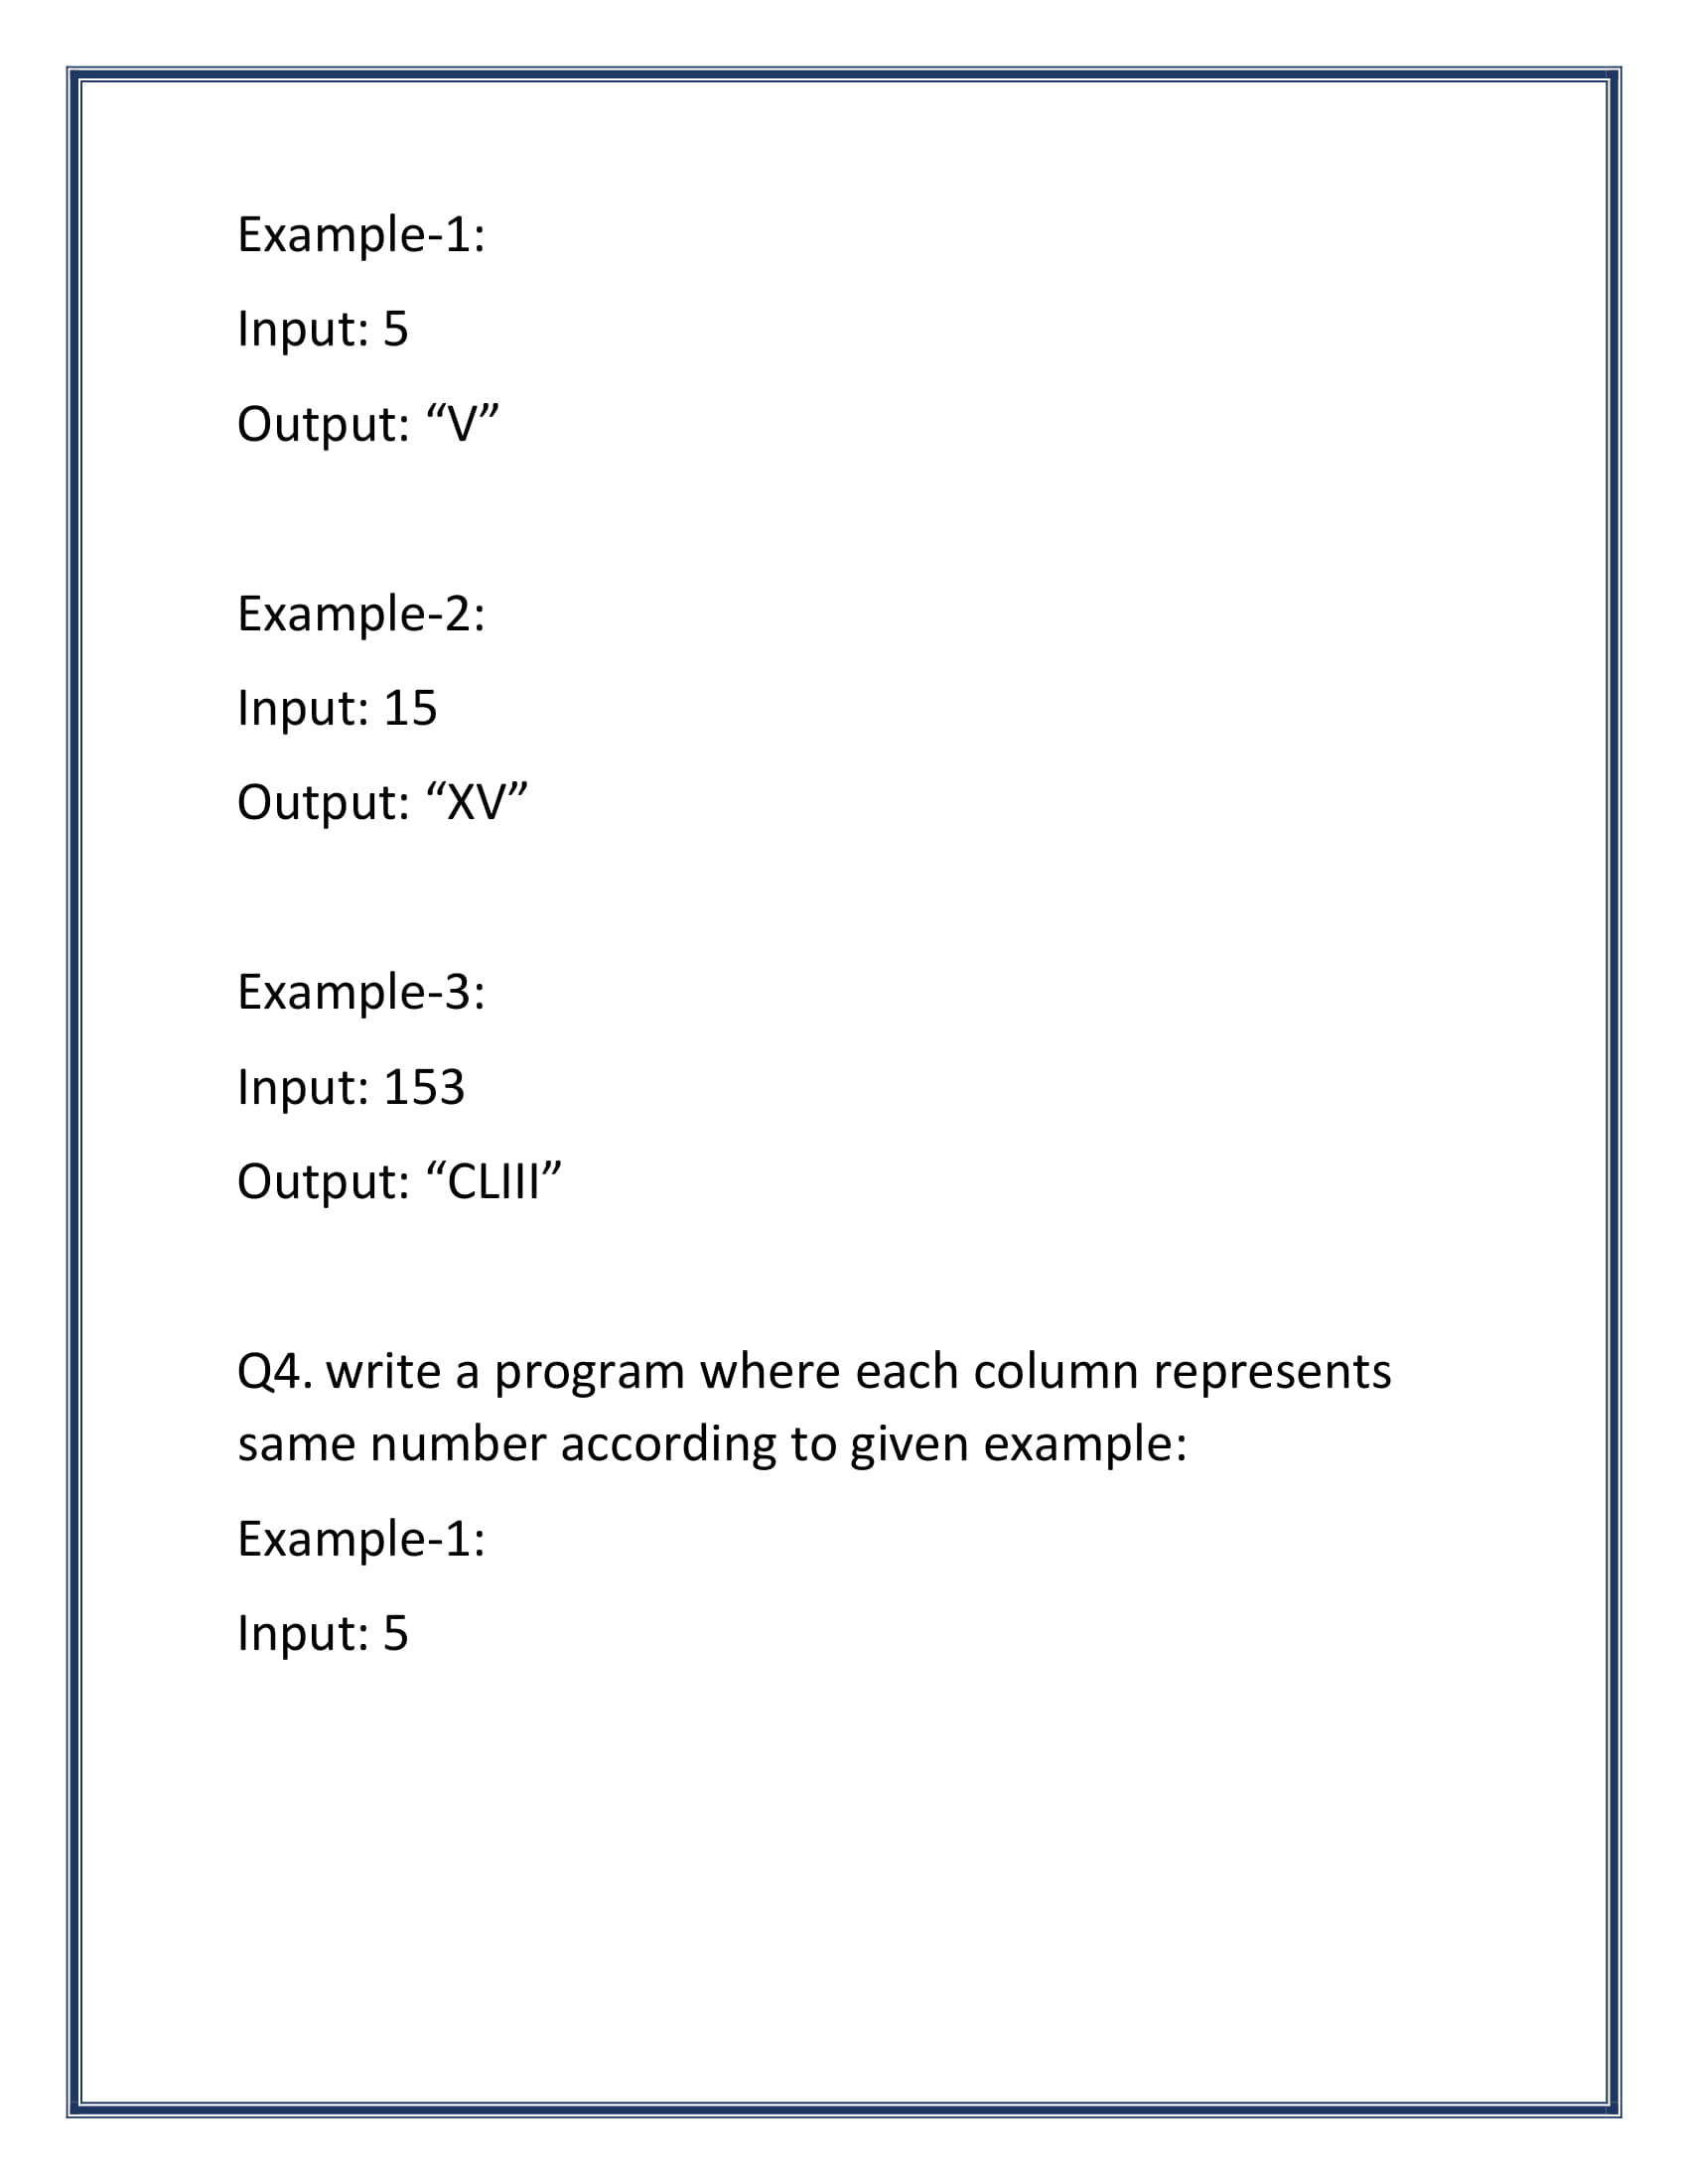 Example-1:
Input: 5
Output: “V”
Example-2:
Input: 15
Output: “XV”
Example-3:
Input: 153
Output: “CLIII”
Q4. write a program where each column represents
same number according to given example:
Example-1:
Input: 5